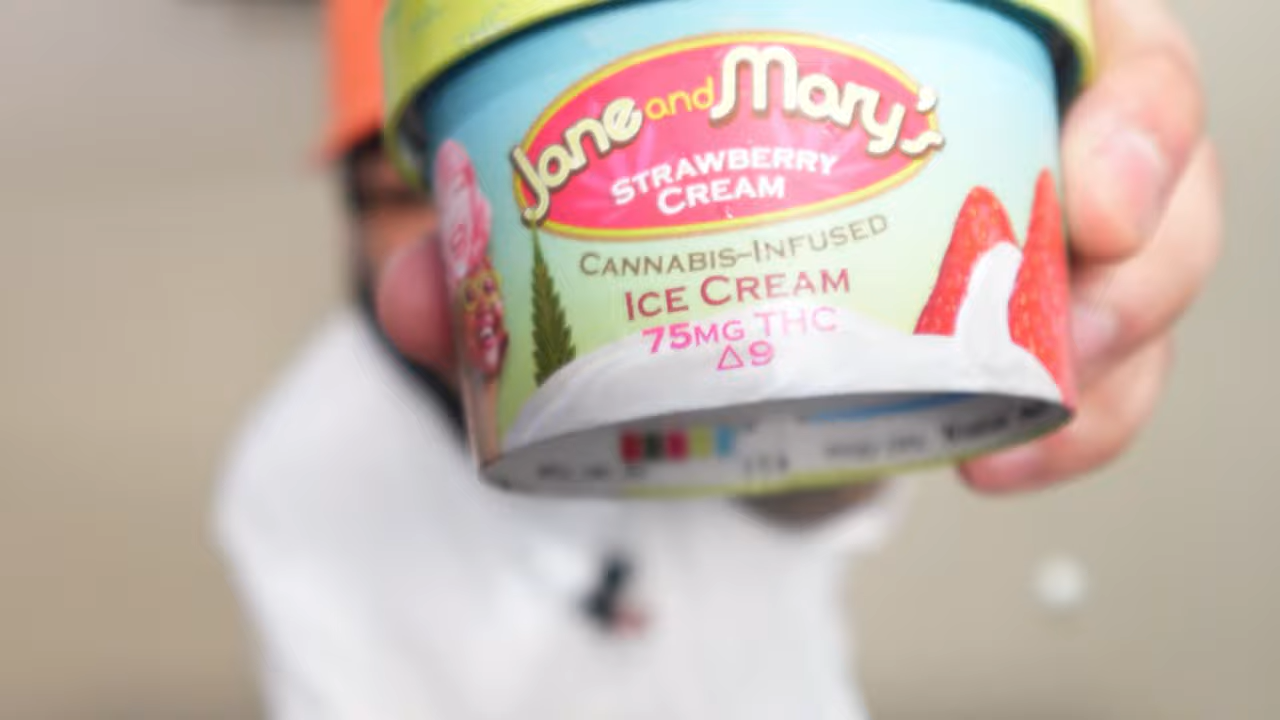 Jane and Mary's
STRAWBERRY
CREAM
CANNABIS-INFUSED
ICE CREAM
75MG THC
Δ9